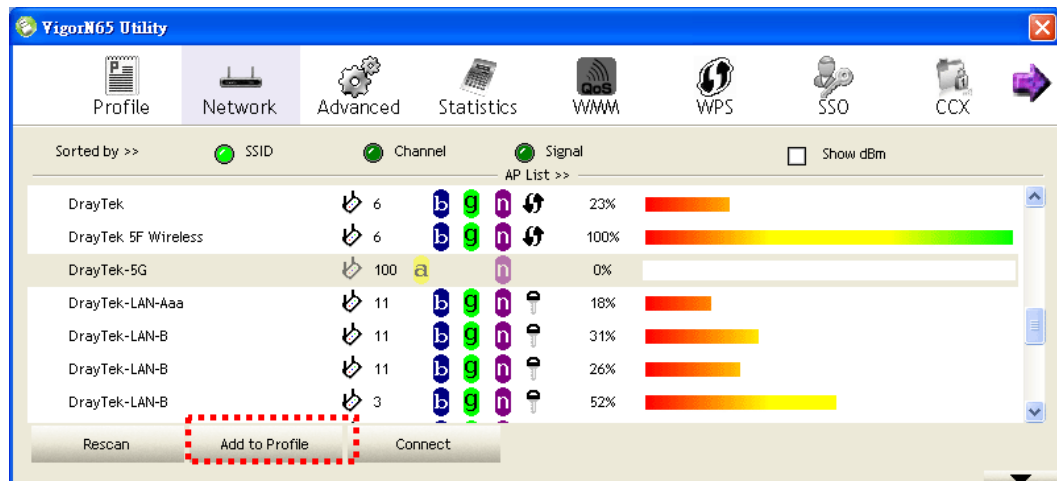 VigorN65 Utility
Profile Network Advanced Statistics QoS WMM WPS SSO CCX
Sorted by >> SSID Channel Signal Show dBm
AP List >>
DrayTek 6 b g n 23%
DrayTek 5F Wireless 6 b g n 100%
DrayTek-5G 100 a n 0%
DrayTek-LAN-Aaa 11 b g n 18%
DrayTek-LAN-B 11 b g n 31%
DrayTek-LAN-B 11 b g n 26%
DrayTek-LAN-B 3 b g n 52%
Rescan Add to Profile Connect